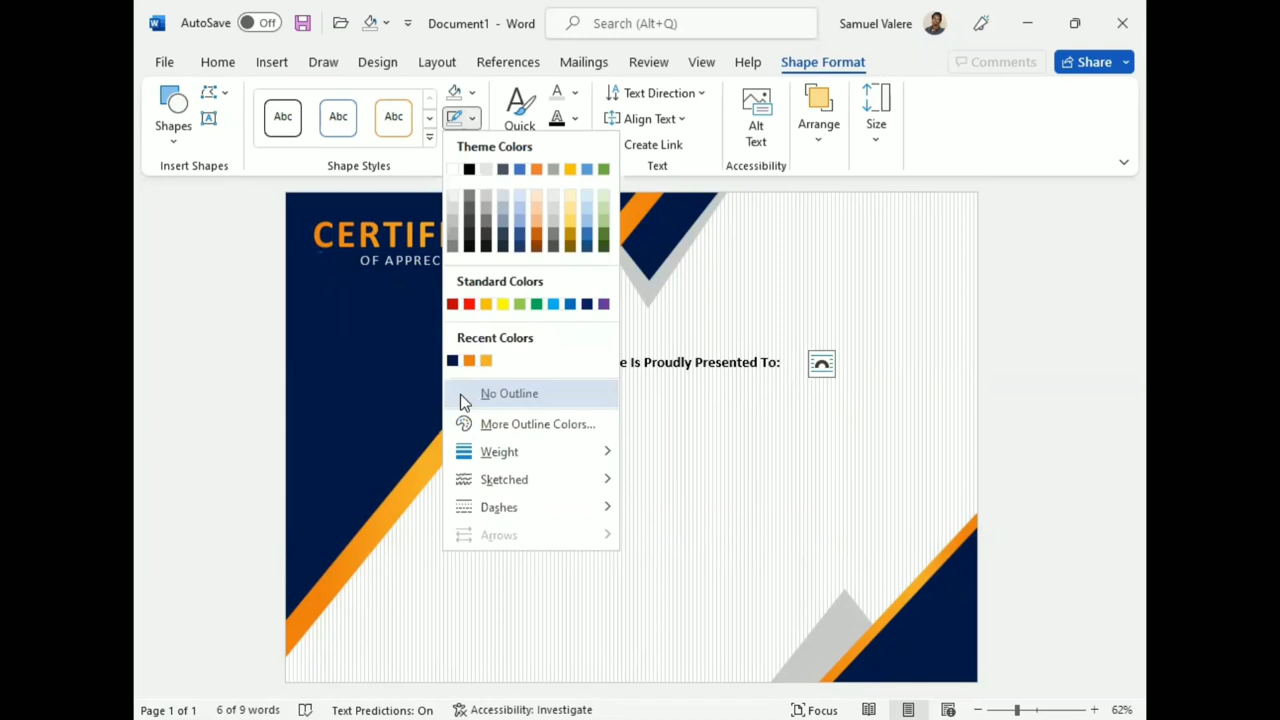 AutoSave Off Document1 - Word Search (Alt+Q) Samuel Valere
File Home Insert Draw Design Layout References Mailings Review View Help Shape Format Comments Share
Shapes
Insert Shapes
Abc Abc Abc
Shape Styles
Quick
Text Direction
Align Text
Create Link
Text
Alt
Text
Accessibility
Arrange
Size
Theme Colors
Standard Colors
Recent Colors
No Outline
More Outline Colors...
Weight
Sketched
Dashes
Arrows
CERTIF
OF APPREC
e Is Proudly Presented To:
Page 1 of 1 6 of 9 words Text Predictions: On Accessibility: Investigate Focus 62%